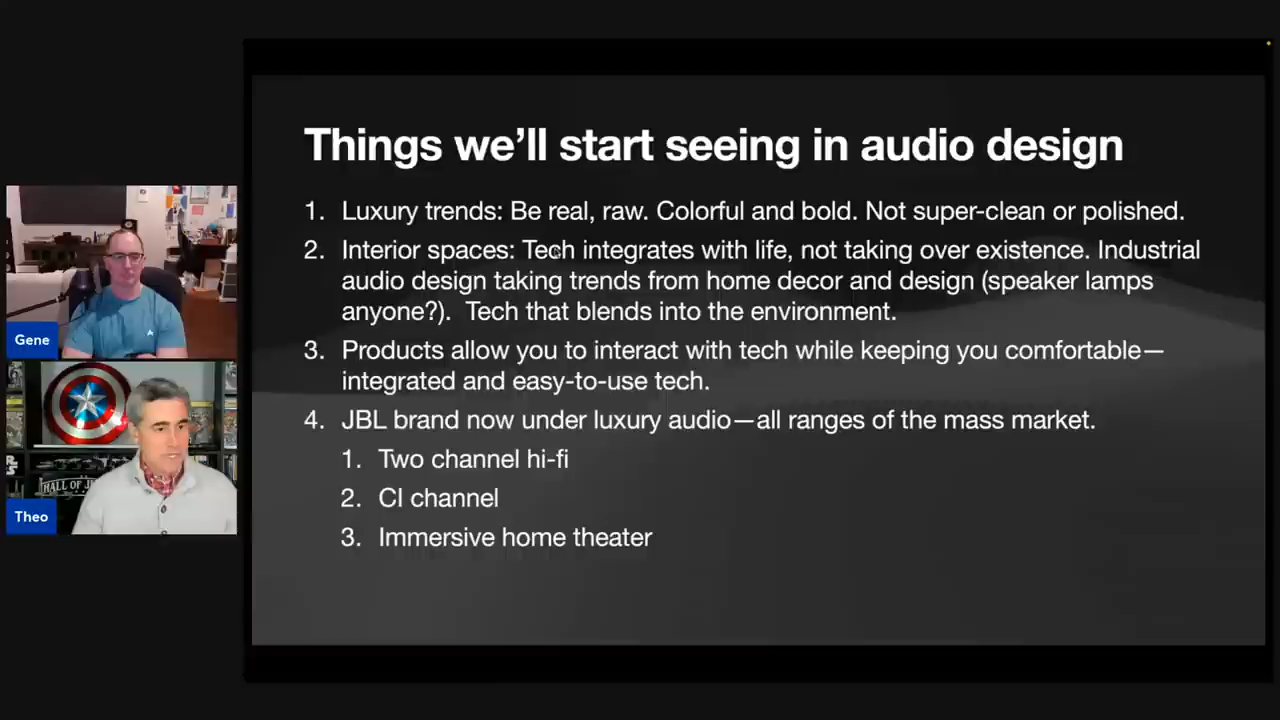 Things we’ll start seeing in audio design
1. Luxury trends: Be real, raw. Colorful and bold. Not super-clean or polished.
2. Interior spaces: Tech integrates with life, not taking over existence. Industrial
audio design taking trends from home decor and design (speaker lamps
anyone?). Tech that blends into the environment.
3. Products allow you to interact with tech while keeping you comfortable—
integrated and easy-to-use tech.
4. JBL brand now under luxury audio—all ranges of the mass market.
1. Two channel hi-fi
2. CI channel
3. Immersive home theater
Gene
HALL OF
Theo